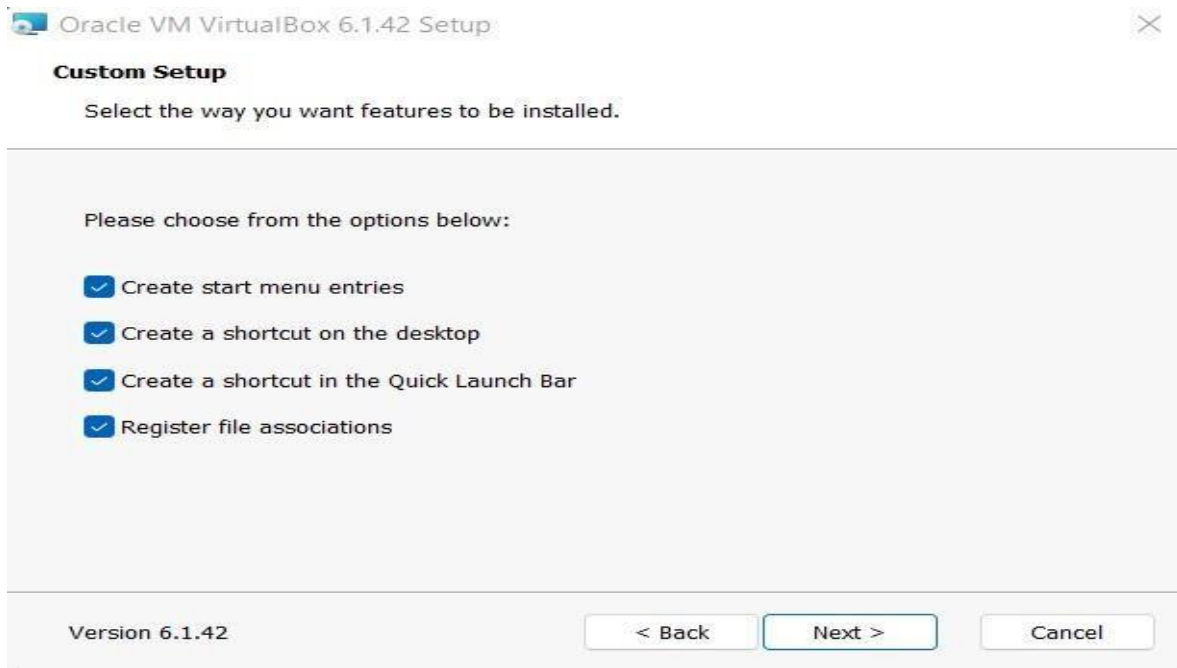 Oracle VM VirtualBox 6.1.42 Setup
Custom Setup
Select the way you want features to be installed.
Please choose from the options below:
Create start menu entries
Create a shortcut on the desktop
Create a shortcut in the Quick Launch Bar
Register file associations
Version 6.1.42
< Back
Next >
Cancel